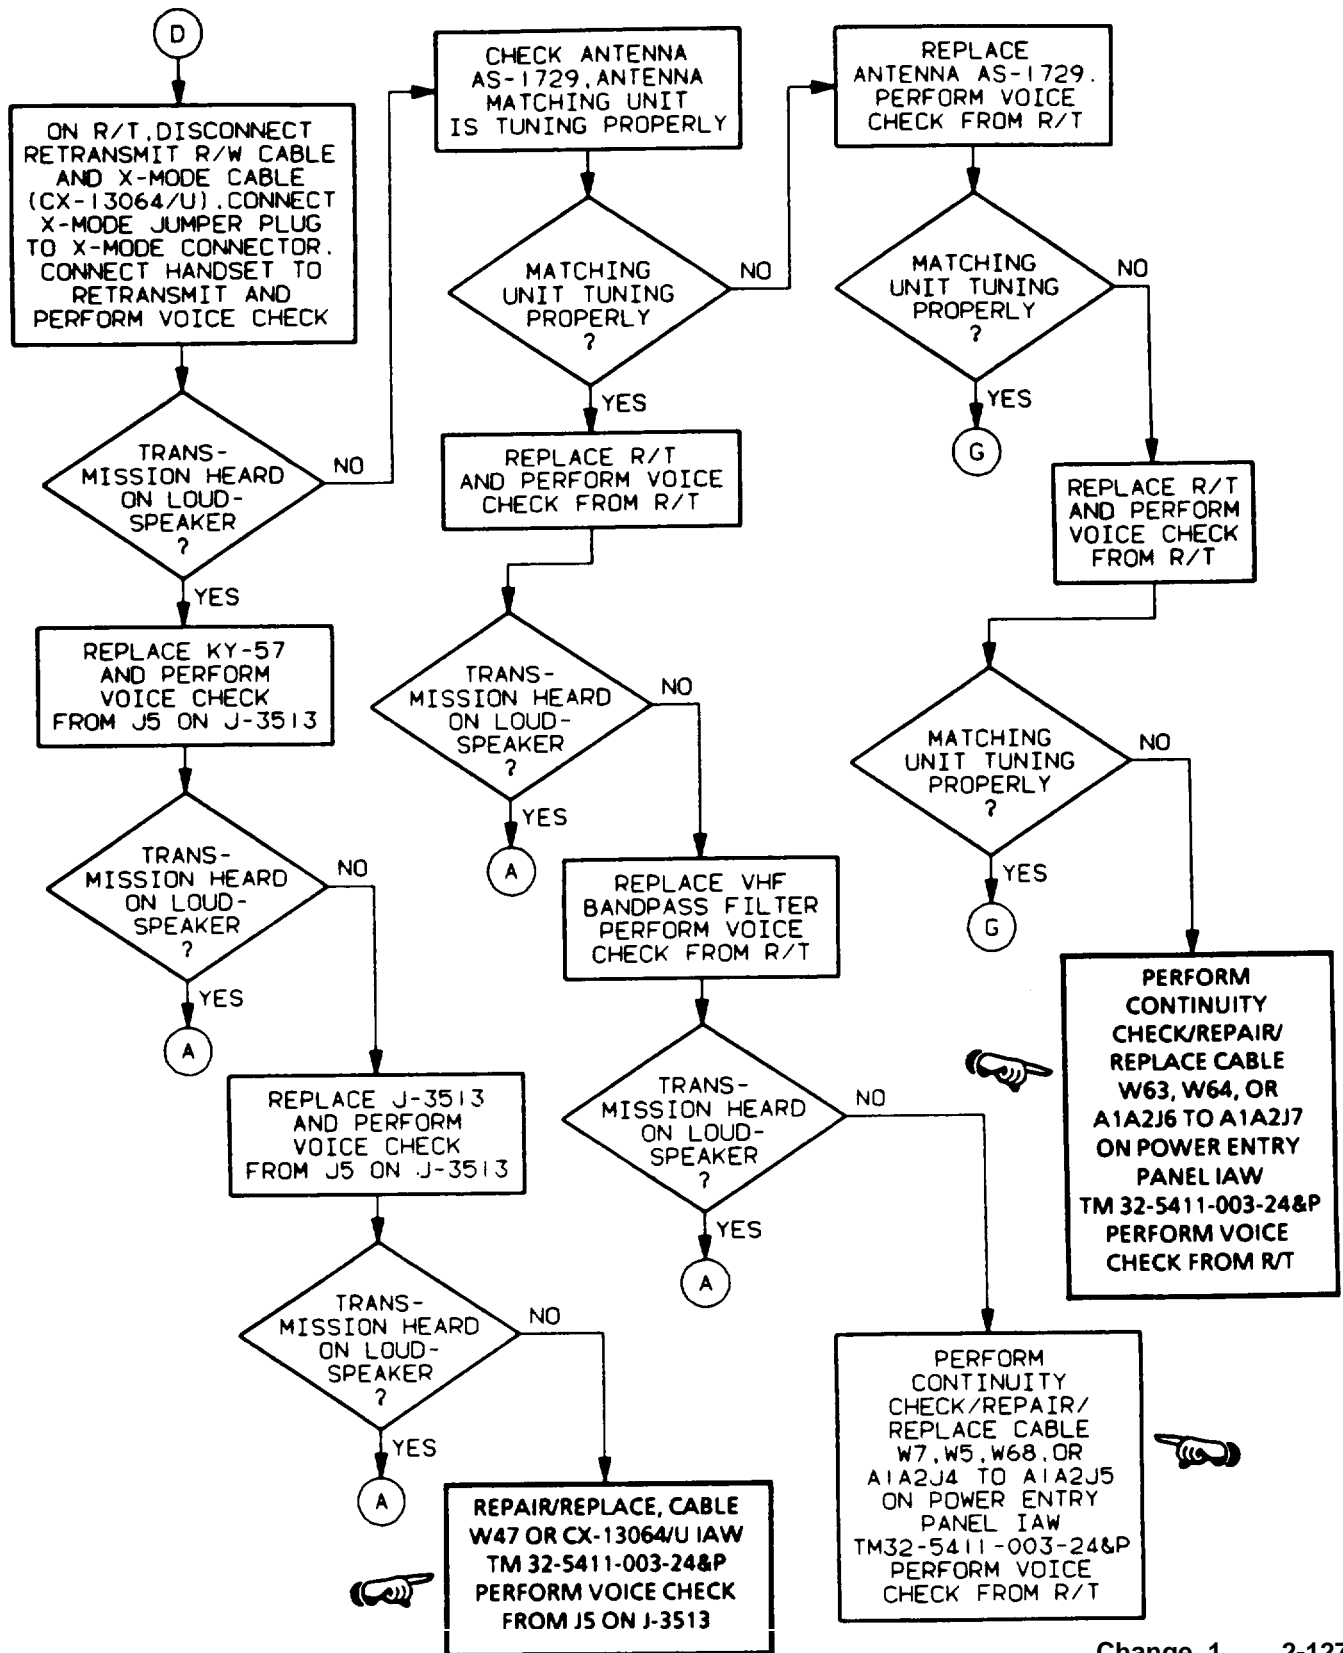 D
ON R/T, DISCONNECT
RETRANSMIT R/W CABLE
AND X-MODE CABLE
(CX-13064/U). CONNECT
X-MODE JUMPER PLUG
TO X-MODE CONNECTOR.
CONNECT HANDSET TO
RETRANSMIT AND
PERFORM VOICE CHECK
TRANS-
MISSION HEARD
ON LOUD-
SPEAKER
?
NO
YES
REPLACE KY-57
AND PERFORM
VOICE CHECK
FROM J5 ON J-3513
TRANS-
MISSION HEARD
ON LOUD-
SPEAKER
?
NO
YES
A
REPLACE J-3513
AND PERFORM
VOICE CHECK
FROM J5 ON J-3513
TRANS-
MISSION HEARD
ON LOUD-
SPEAKER
?
NO
YES
A
REPAIR/REPLACE, CABLE
W47 OR CX-13064/U IAW
TM 32-5411-003-24&P
PERFORM VOICE CHECK
FROM J5 ON J-3513
CHECK ANTENNA
AS-1729, ANTENNA
MATCHING UNIT
IS TUNING PROPERLY
MATCHING
UNIT TUNING
PROPERLY
?
NO
YES
REPLACE R/T
AND PERFORM VOICE
CHECK FROM R/T
TRANS-
MISSION HEARD
ON LOUD-
SPEAKER
?
NO
YES
A
REPLACE VHF
BANDPASS FILTER
PERFORM VOICE
CHECK FROM R/T
TRANS-
MISSION HEARD
ON LOUD-
SPEAKER
?
NO
YES
A
PERFORM
CONTINUITY
CHECK/REPAIR/
REPLACE CABLE
W7, W5, W68, OR
A1A2J4 TO A1A2J5
ON POWER ENTRY
PANEL IAW
TM32-5411-003-24&P
PERFORM VOICE
CHECK FROM R/T
REPLACE
ANTENNA AS-1729.
PERFORM VOICE
CHECK FROM R/T
MATCHING
UNIT TUNING
PROPERLY
?
NO
YES
G
REPLACE R/T
AND PERFORM
VOICE CHECK
FROM R/T
MATCHING
UNIT TUNING
PROPERLY
?
NO
YES
G
PERFORM
CONTINUITY
CHECK/REPAIR/
REPLACE CABLE
W63, W64, OR
A1A2J6 TO A1A2J7
ON POWER ENTRY
PANEL IAW
TM 32-5411-003-24&P
PERFORM VOICE
CHECK FROM R/T
Change 1 2-127